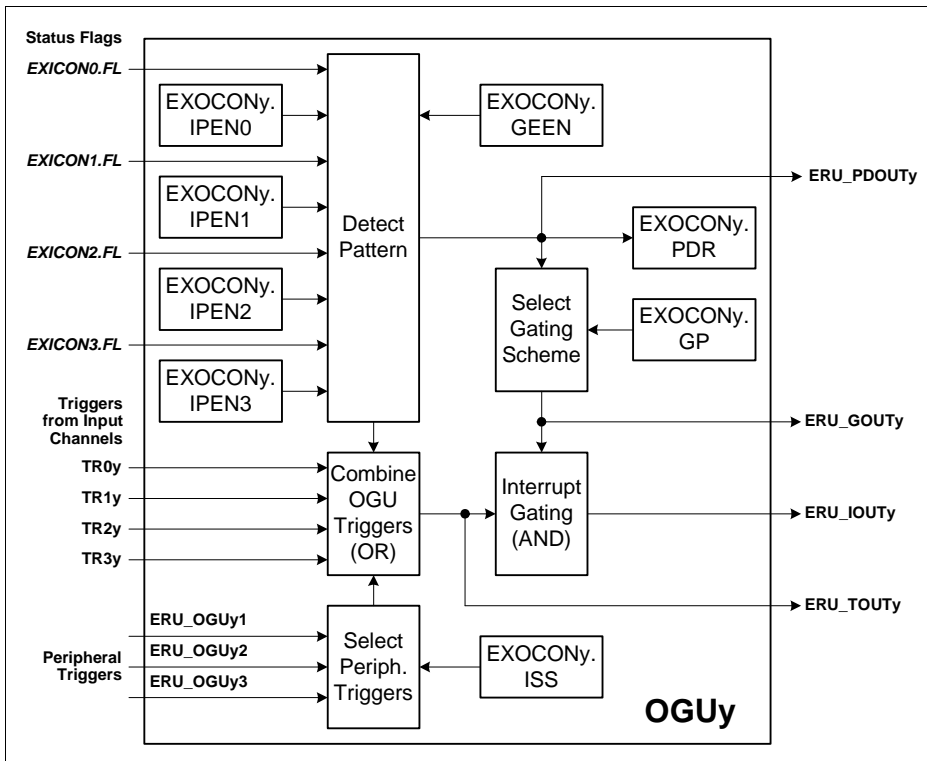 Status Flags
EXICON0.FL
EXOCONy.
IPEN0
EXOCONy.
GEEN
EXICON1.FL
ERU_PDOUTy
EXOCONy.
IPEN1
Detect
Pattern
EXOCONy.
PDR
EXICON2.FL
EXOCONy.
IPEN2
Select
Gating
Scheme
EXOCONy.
GP
EXICON3.FL
EXOCONy.
IPEN3
Triggers
from Input
Channels
ERU_GOUTy
TR0y
TR1y
TR2y
TR3y
Combine
OGU
Triggers
(OR)
Interrupt
Gating
(AND)
ERU_IOUTy
ERU_TOUTy
Peripheral
Triggers
ERU_OGUy1
ERU_OGUy2
ERU_OGUy3
Select
Periph.
Triggers
EXOCONy.
ISS
OGUy